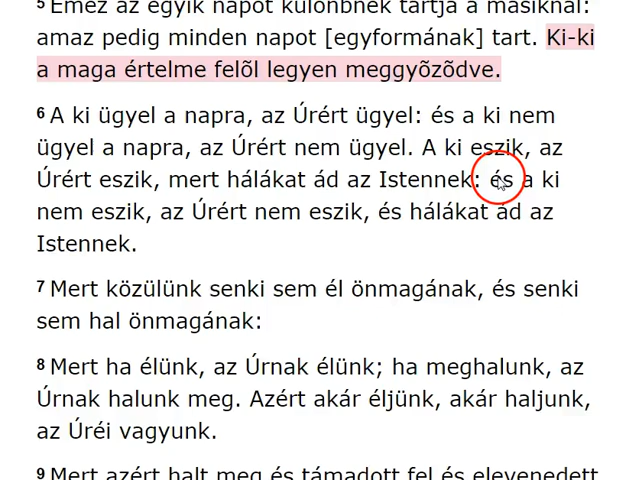 5 Emez az egyik napot különbnek tartja a másiknál:
amaz pedig minden napot [egyformának] tart. Ki-ki
a maga értelme felõl legyen meggyõzõdve.
6 A ki ügyel a napra, az Úrért ügyel: és a ki nem
ügyel a napra, az Úrért nem ügyel. A ki eszik, az
Úrért eszik, mert hálákat ád az Istennek: és a ki
nem eszik, az Úrért nem eszik, és hálákat ád az
Istennek.
7 Mert közülünk senki sem él önmagának, és senki
sem hal önmagának:
8 Mert ha élünk, az Úrnak élünk; ha meghalunk, az
Úrnak halunk meg. Azért akár éljünk, akár haljunk,
az Úréi vagyunk.
9 Mert azért halt meg és támadott fel és elevenedett